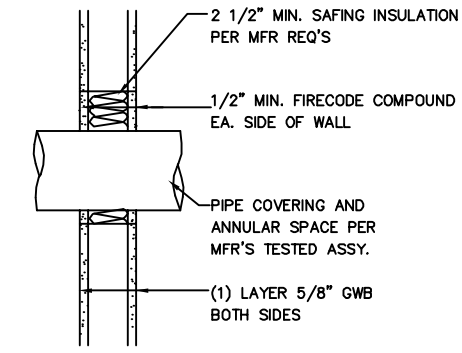 2 1/2" MIN. SAFING INSULATION
PER MFR REQ'S
1/2" MIN. FIRECODE COMPOUND
EA. SIDE OF WALL
PIPE COVERING AND
ANNULAR SPACE PER
MFR'S TESTED ASSY.
(1) LAYER 5/8" GWB
BOTH SIDES